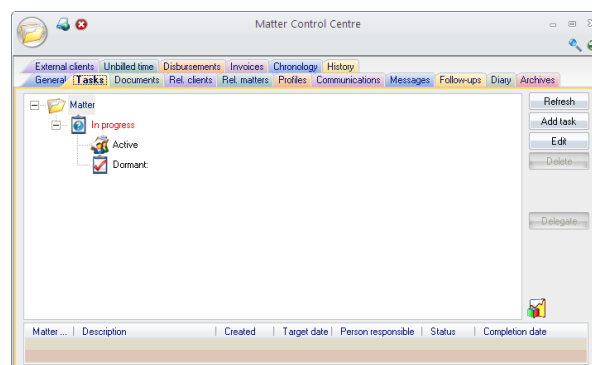 Matter Control Centre
External clients Unbilled time Disbursements Invoices Chronology History
General Tasks Documents Rel. clients Rel. matters Profiles Communications Messages Follow-ups Diary Archives
Matter
In progress
Active
Dormant:
Refresh
Add task
Edit
Delete
Delegate
Matter ... Description Created Target date Person responsible Status Completion date